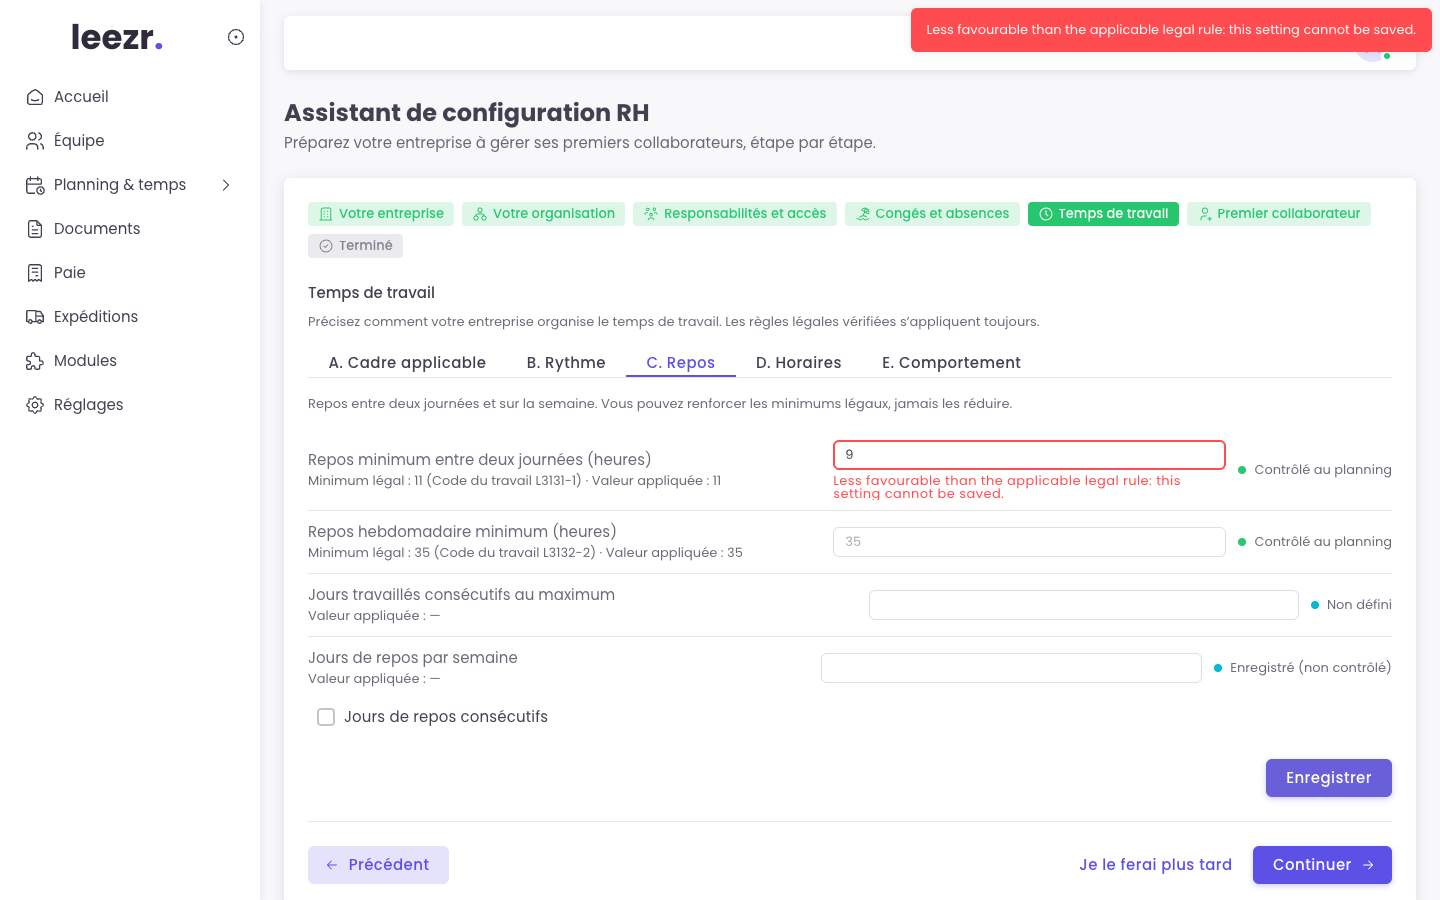 leezr.
Less favourable than the applicable legal rule: this setting cannot be saved.
Accueil
Équipe
Planning & temps
Documents
Paie
Expéditions
Modules
Réglages
Assistant de configuration RH
Préparez votre entreprise à gérer ses premiers collaborateurs, étape par étape.
Votre entreprise
Votre organisation
Responsabilités et accès
Congés et absences
Temps de travail
Premier collaborateur
Terminé
Temps de travail
Précisez comment votre entreprise organise le temps de travail. Les règles légales vérifiées s’appliquent toujours.
A. Cadre applicable
B. Rythme
C. Repos
D. Horaires
E. Comportement
Repos entre deux journées et sur la semaine. Vous pouvez renforcer les minimums légaux, jamais les réduire.
Repos minimum entre deux journées (heures)
Minimum légal : 11 (Code du travail L3131-1) · Valeur appliquée : 11
9
Less favourable than the applicable legal rule: this
setting cannot be saved.
Contrôlé au planning
Repos hebdomadaire minimum (heures)
Minimum légal : 35 (Code du travail L3132-2) · Valeur appliquée : 35
35
Contrôlé au planning
Jours travaillés consécutifs au maximum
Valeur appliquée : —
Non défini
Jours de repos par semaine
Valeur appliquée : —
Enregistré (non contrôlé)
Jours de repos consécutifs
Enregistrer
Précédent
Je le ferai plus tard
Continuer